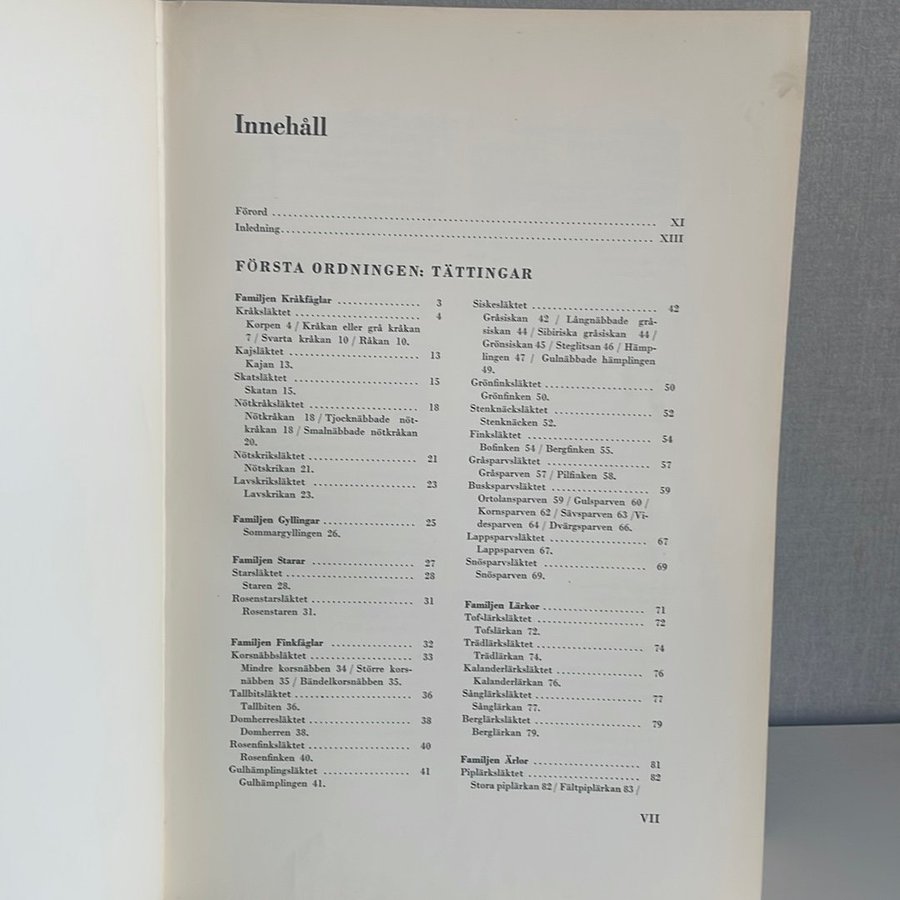 Innehåll
Förord ........ XI
Inledning........ XIII
FÖRSTA ORDNINGEN: TÄTTINGAR
Familjen Kråkfåglar ........ 3
Kråksläktet ........ 4
Korpen 4 / Kråkan eller grå kråkan
7 / Svarta kråkan 10 / Råkan 10.
Kajsläktet ........ 13
Kajan 13.
Skatsläktet ........ 15
Skatan 15.
Nötkråksläktet ........ 18
Nötkråkan 18 / Tjocknäbbade nöt-
kråkan 18 / Smalnäbbade nötkråkan
20.
Nötskriksläktet ........ 21
Nötskrikan 21.
Lavskriksläktet ........ 23
Lavskrikan 23.
Familjen Gyllingar ........ 25
Sommargyllingen 26.
Familjen Starar ........ 27
Starsläktet ........ 28
Staren 28.
Rosenstarsläktet ........ 31
Rosenstaren 31.
Familjen Finkfåglar ........ 32
Korsnäbbsläktet ........ 33
Mindre korsnäbben 34 / Större kors-
näbben 35 / Bändelkorsnäbben 35.
Tallbitsläktet ........ 36
Tallbiten 36.
Domherresläktet ........ 38
Domherren 38.
Rosenfinksläktet ........ 40
Rosenfinken 40.
Gulhämplingsläktet ........ 41
Gulhämplingen 41.
Siskesläktet ........ 42
Gråsiskan 42 / Långnäbbade grå-
siskan 44 / Sibiriska gråsiskan 44 /
Grönsiskan 45 / Steglitsan 46 / Hämp-
lingen 47 / Gulnäbbade hämplingen
49.
Grönfinksläktet ........ 50
Grönfinken 50.
Stenknäcksläktet ........ 52
Stenknäcken 52.
Finksläktet ........ 54
Bofinken 54 / Bergfinken 55.
Gråsparvsläktet ........ 57
Gråsparven 57 / Pilfinken 58.
Busksparvsläktet ........ 59
Ortolansparven 59 / Gulsparven 60 /
Kornsparven 62 / Sävsparven 63 / Vi-
desparven 64 / Dvärgsparven 66.
Lappsparvsläktet ........ 67
Lappsparven 67.
Snösparvsläktet ........ 69
Snösparven 69.
Familjen Lärkor ........ 71
Tof-lärksläktet ........ 72
Tofslärkan 72.
Trädlärksläktet ........ 74
Trädlärkan 74.
Kalanderlärksläktet ........ 76
Kalanderlärkan 76.
Sånglärksläktet ........ 77
Sånglärkan 77.
Berglärksläktet ........ 79
Berglärkan 79.
Familjen Ärlor ........ 81
Piplärksläktet ........ 82
Stora piplärkan 82 / Fältpiplärkan 83 /
VII